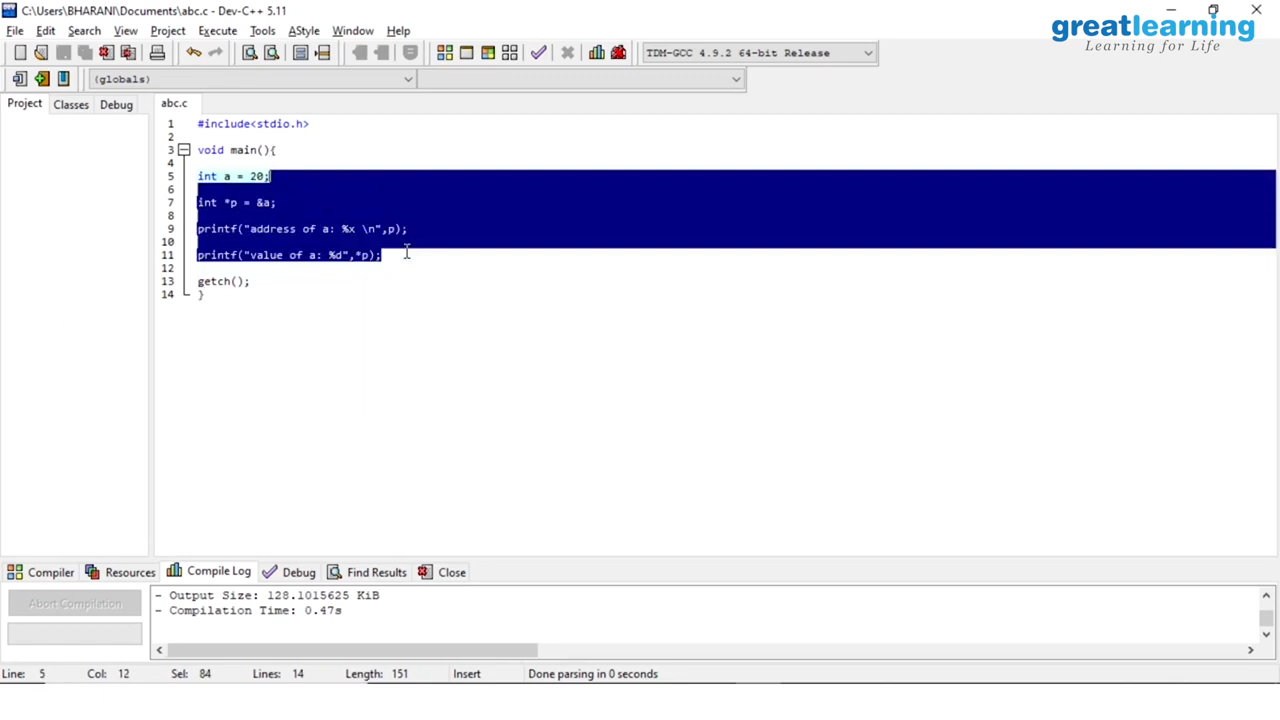 C:\Users\BHARANI\Documents\abc.c - Dev-C++ 5.11
greatlearning
Learning for Life
File Edit Search View Project Execute Tools AStyle Window Help
TDM-GCC 4.9.2 64-bit Release
(globals)
Project Classes Debug abc.c
1 #include<stdio.h>
2
3 void main(){
4
5 int a = 20;
6
7 int *p = &a;
8
9 printf("address of a: %x \n",p);
10
11 printf("value of a: %d",*p);
12
13 getch();
14 }
Compiler Resources Compile Log Debug Find Results Close
Abort Compilation
- Output Size: 128.1015625 KiB
- Compilation Time: 0.47s
Line: 5 Col: 12 Sel: 84 Lines: 14 Length: 151 Insert Done parsing in 0 seconds